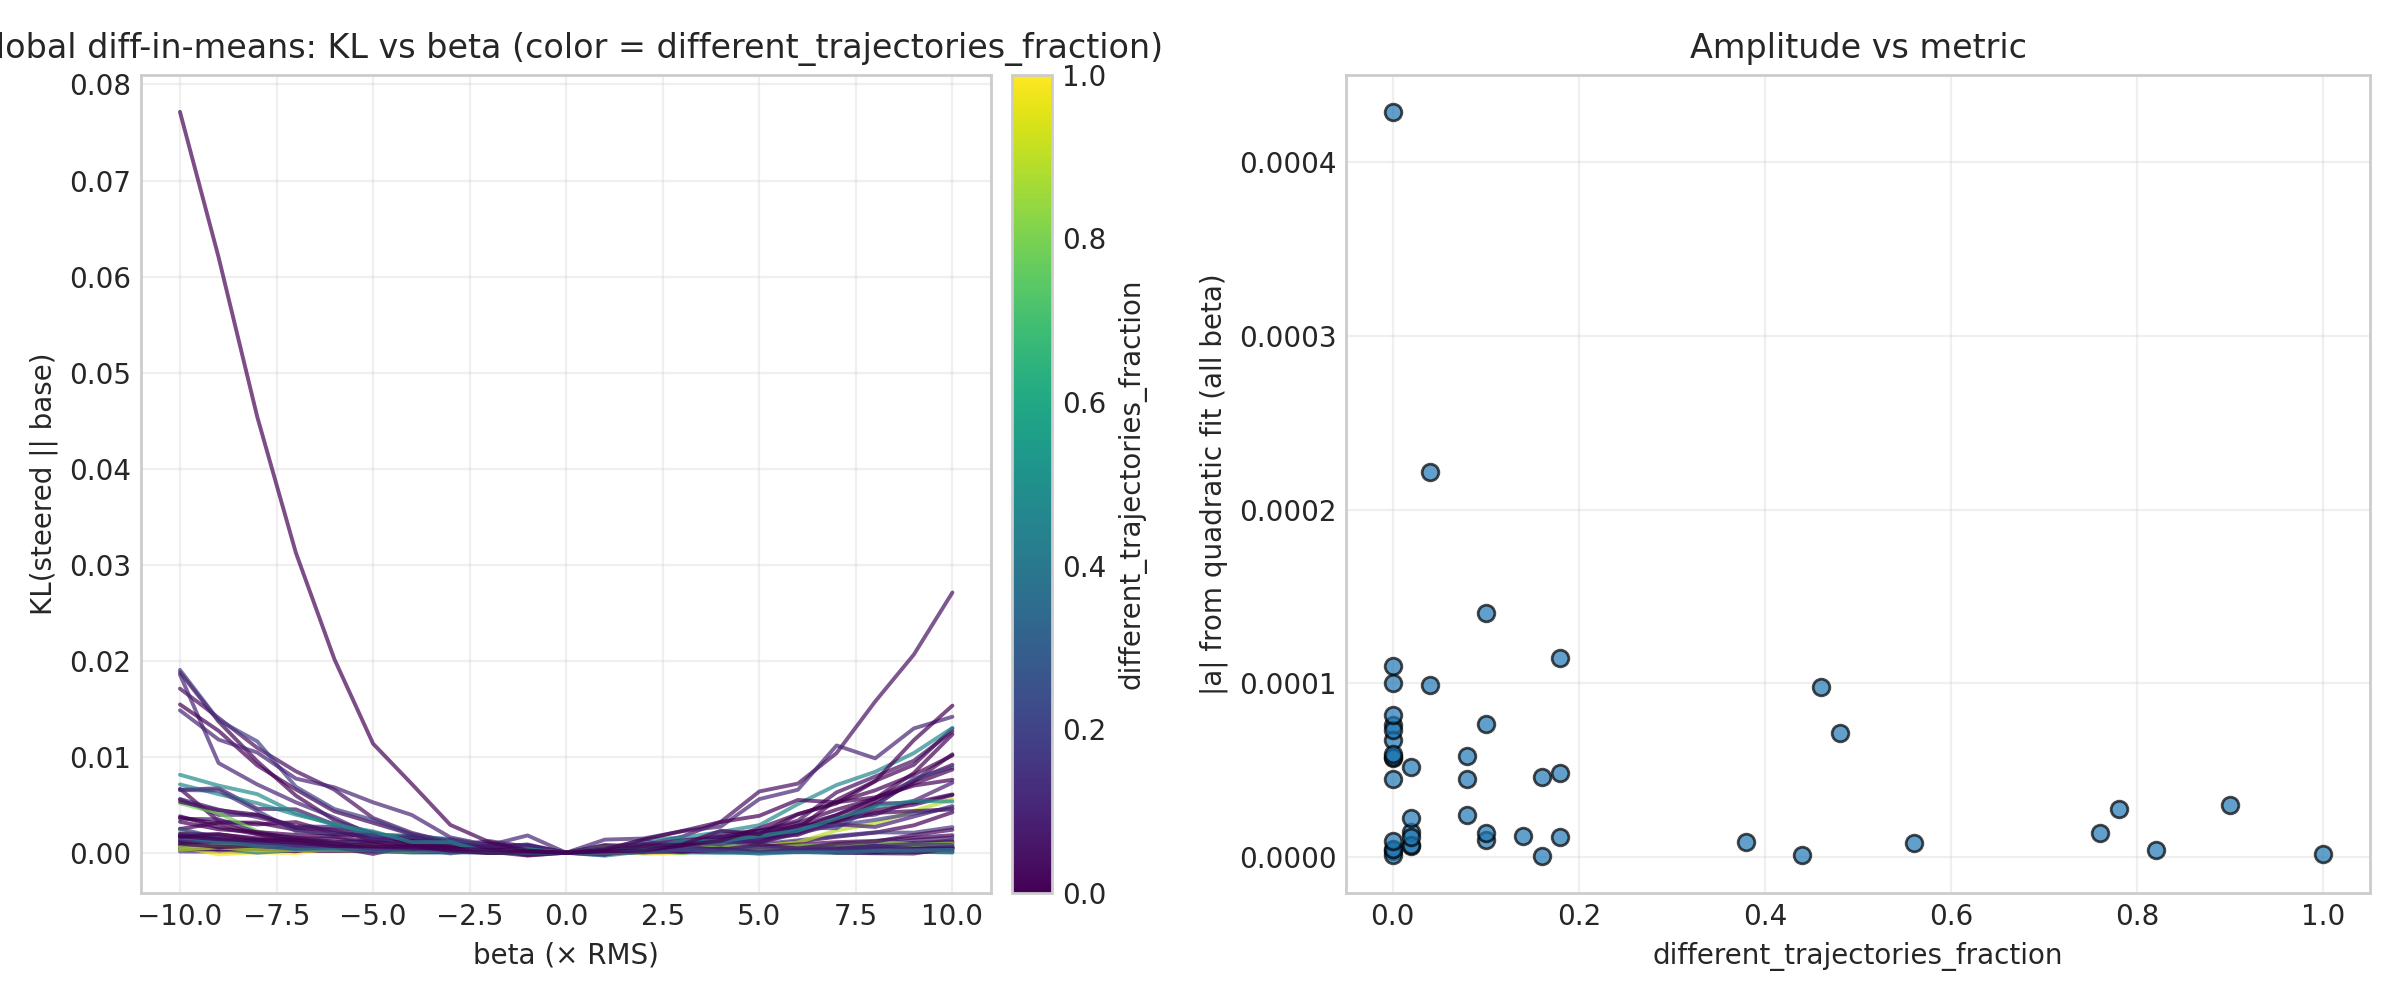 lobal diff-in-means: KL vs beta (color = different_trajectories_fraction)
KL(steered || base)
0.08
0.07
0.06
0.05
0.04
0.03
0.02
0.01
0.00
−10.0 −7.5 −5.0 −2.5 0.0 2.5 5.0 7.5 10.0
beta (× RMS)
1.0
0.8
0.6
0.4
0.2
0.0
different_trajectories_fraction
Amplitude vs metric
|a| from quadratic fit (all beta)
0.0004
0.0003
0.0002
0.0001
0.0000
0.0 0.2 0.4 0.6 0.8 1.0
different_trajectories_fraction